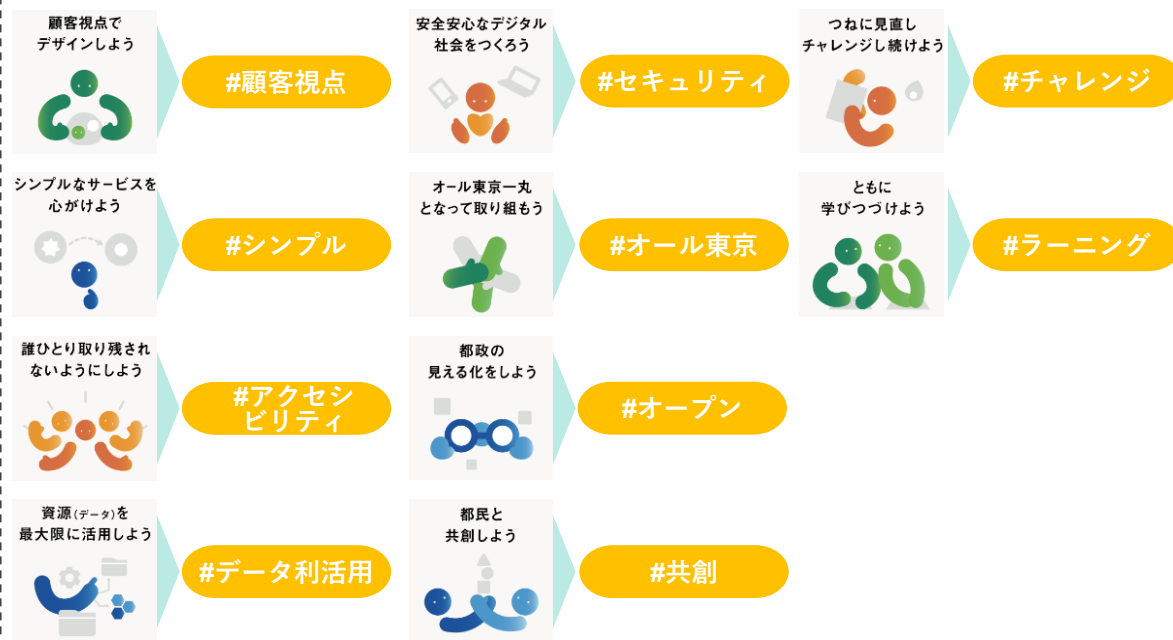 顧客視点で
デザインしよう
#顧客視点
安全安心なデジタル
社会をつくろう
#セキュリティ
つねに見直し
チャレンジし続けよう
#チャレンジ
シンプルなサービスを
心がけよう
#シンプル
オール東京一丸
となって取り組もう
#オール東京
ともに
学びつづけよう
#ラーニング
誰ひとり取り残され
ないようにしよう
#アクセシ
ビリティ
都政の
見える化をしよう
#オープン
資源(データ)を
最大限に活用しよう
#データ利活用
都民と
共創しよう
#共創